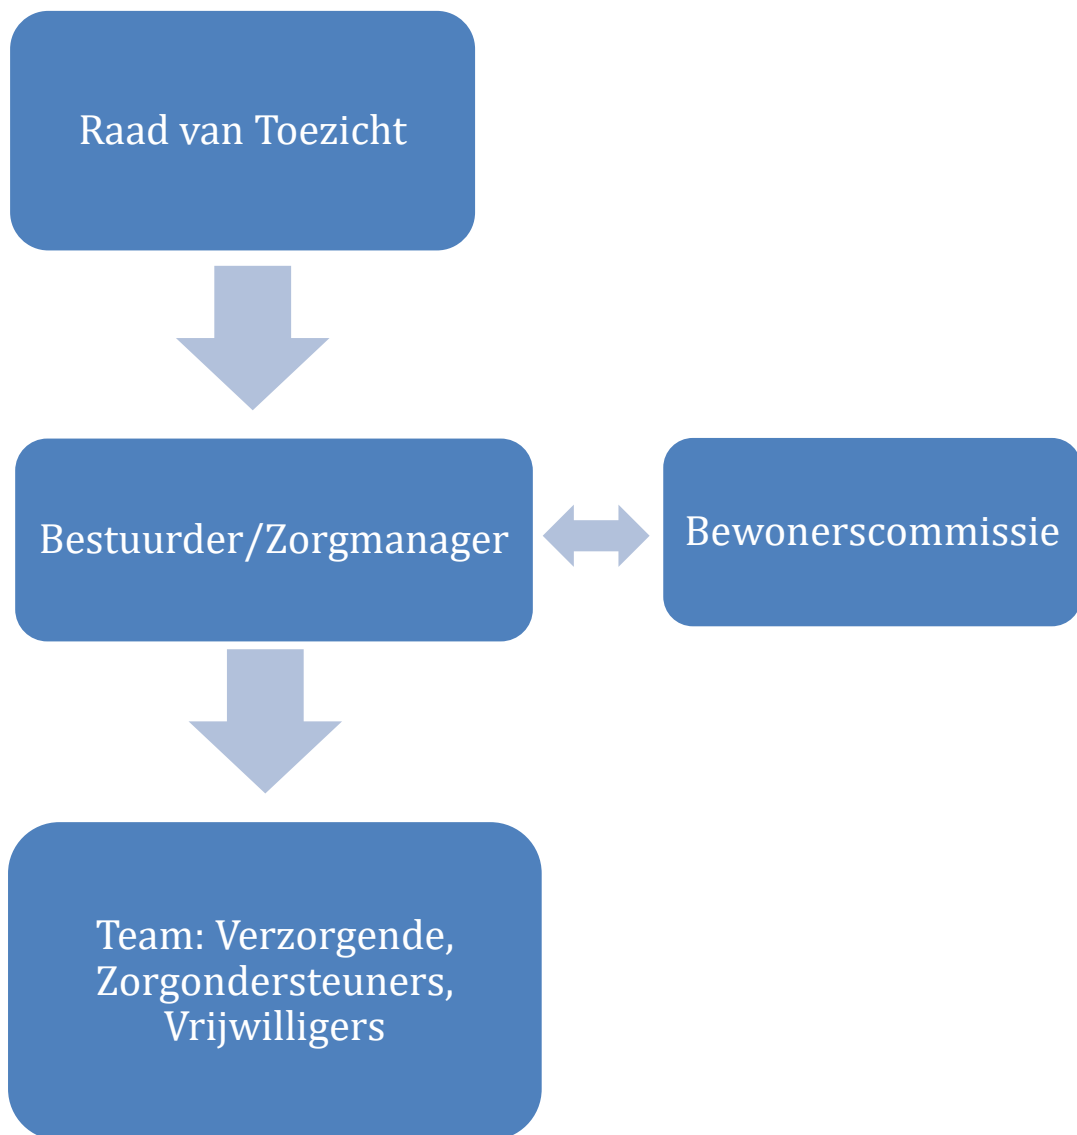 Raad van Toezicht
Bestuurder/Zorgmanager
Bewonerscommissie
Team: Verzorgende,
Zorgondersteuners,
Vrijwilligers